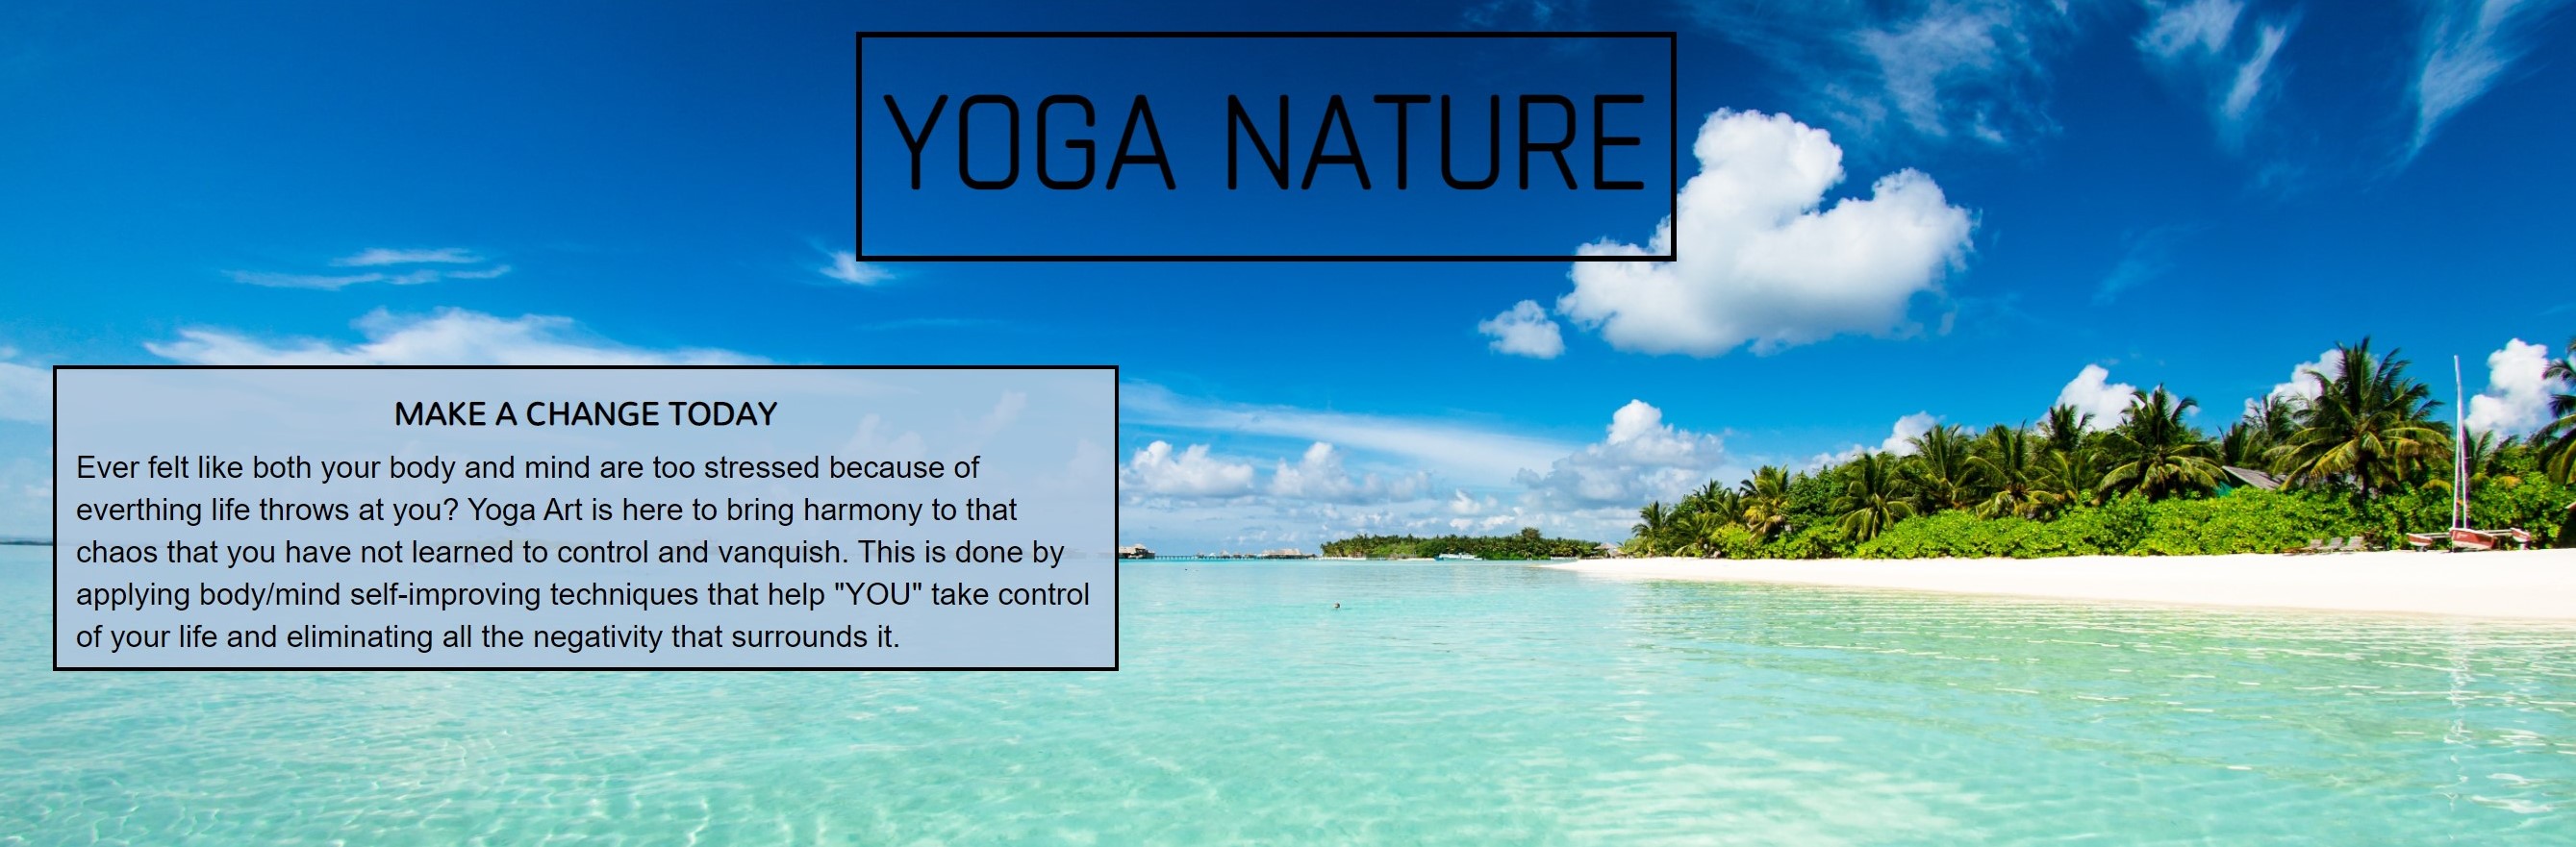 YOGA NATURE
MAKE A CHANGE TODAY
Ever felt like both your body and mind are too stressed because of
everthing life throws at you? Yoga Art is here to bring harmony to that
chaos that you have not learned to control and vanquish. This is done by
applying body/mind self-improving techniques that help "YOU" take control
of your life and eliminating all the negativity that surrounds it.